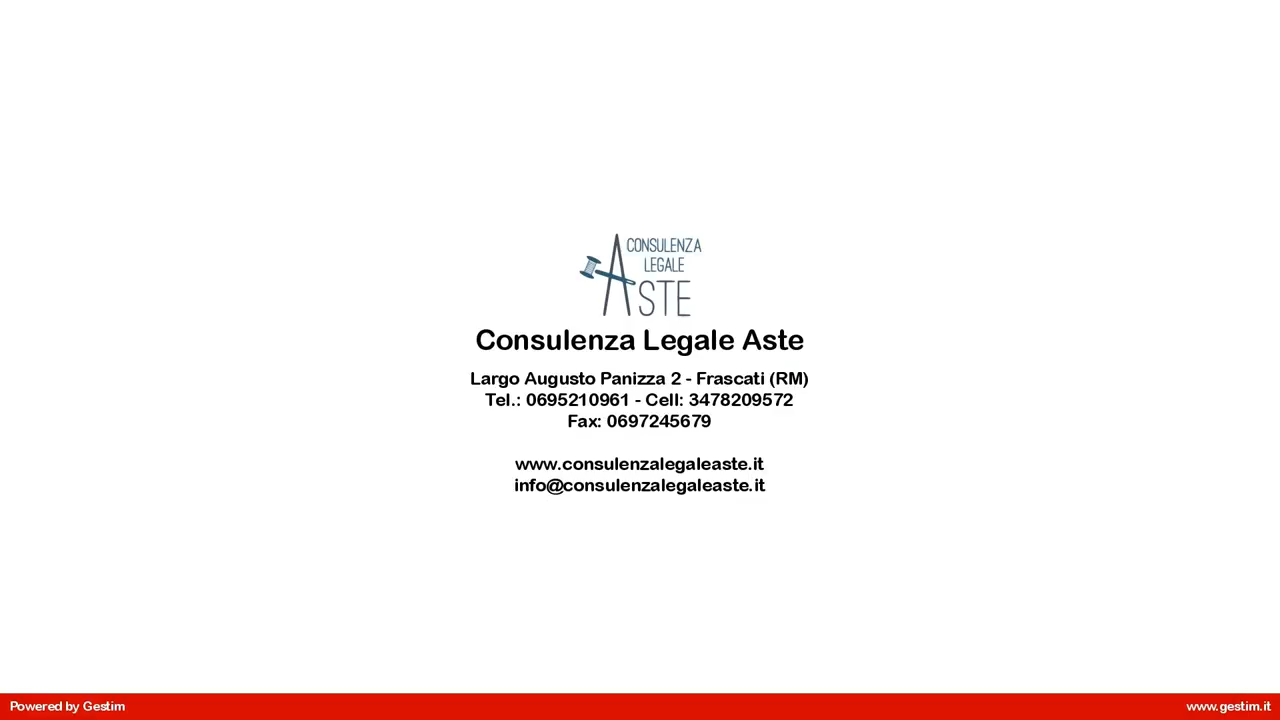 CONSULENZA
LEGALE
ASTE
Consulenza Legale Aste
Largo Augusto Panizza 2 - Frascati (RM)
Tel.: 0695210961 - Cell: 3478209572
Fax: 0697245679
www.consulenzalegaleaste.it
info@consulenzalegaleaste.it
Powered by Gestim
www.gestim.it